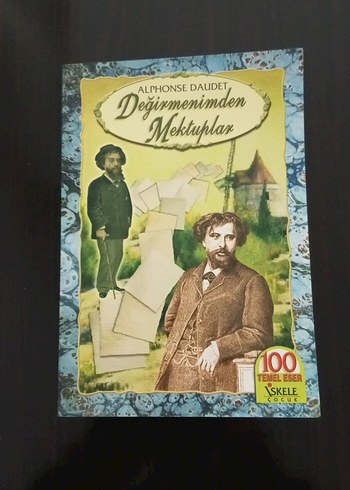 ALPHONSE DAUDET
Değirmenimden
Mektuplar
100
TEMEL ESER
İSKELE
ÇOCUK